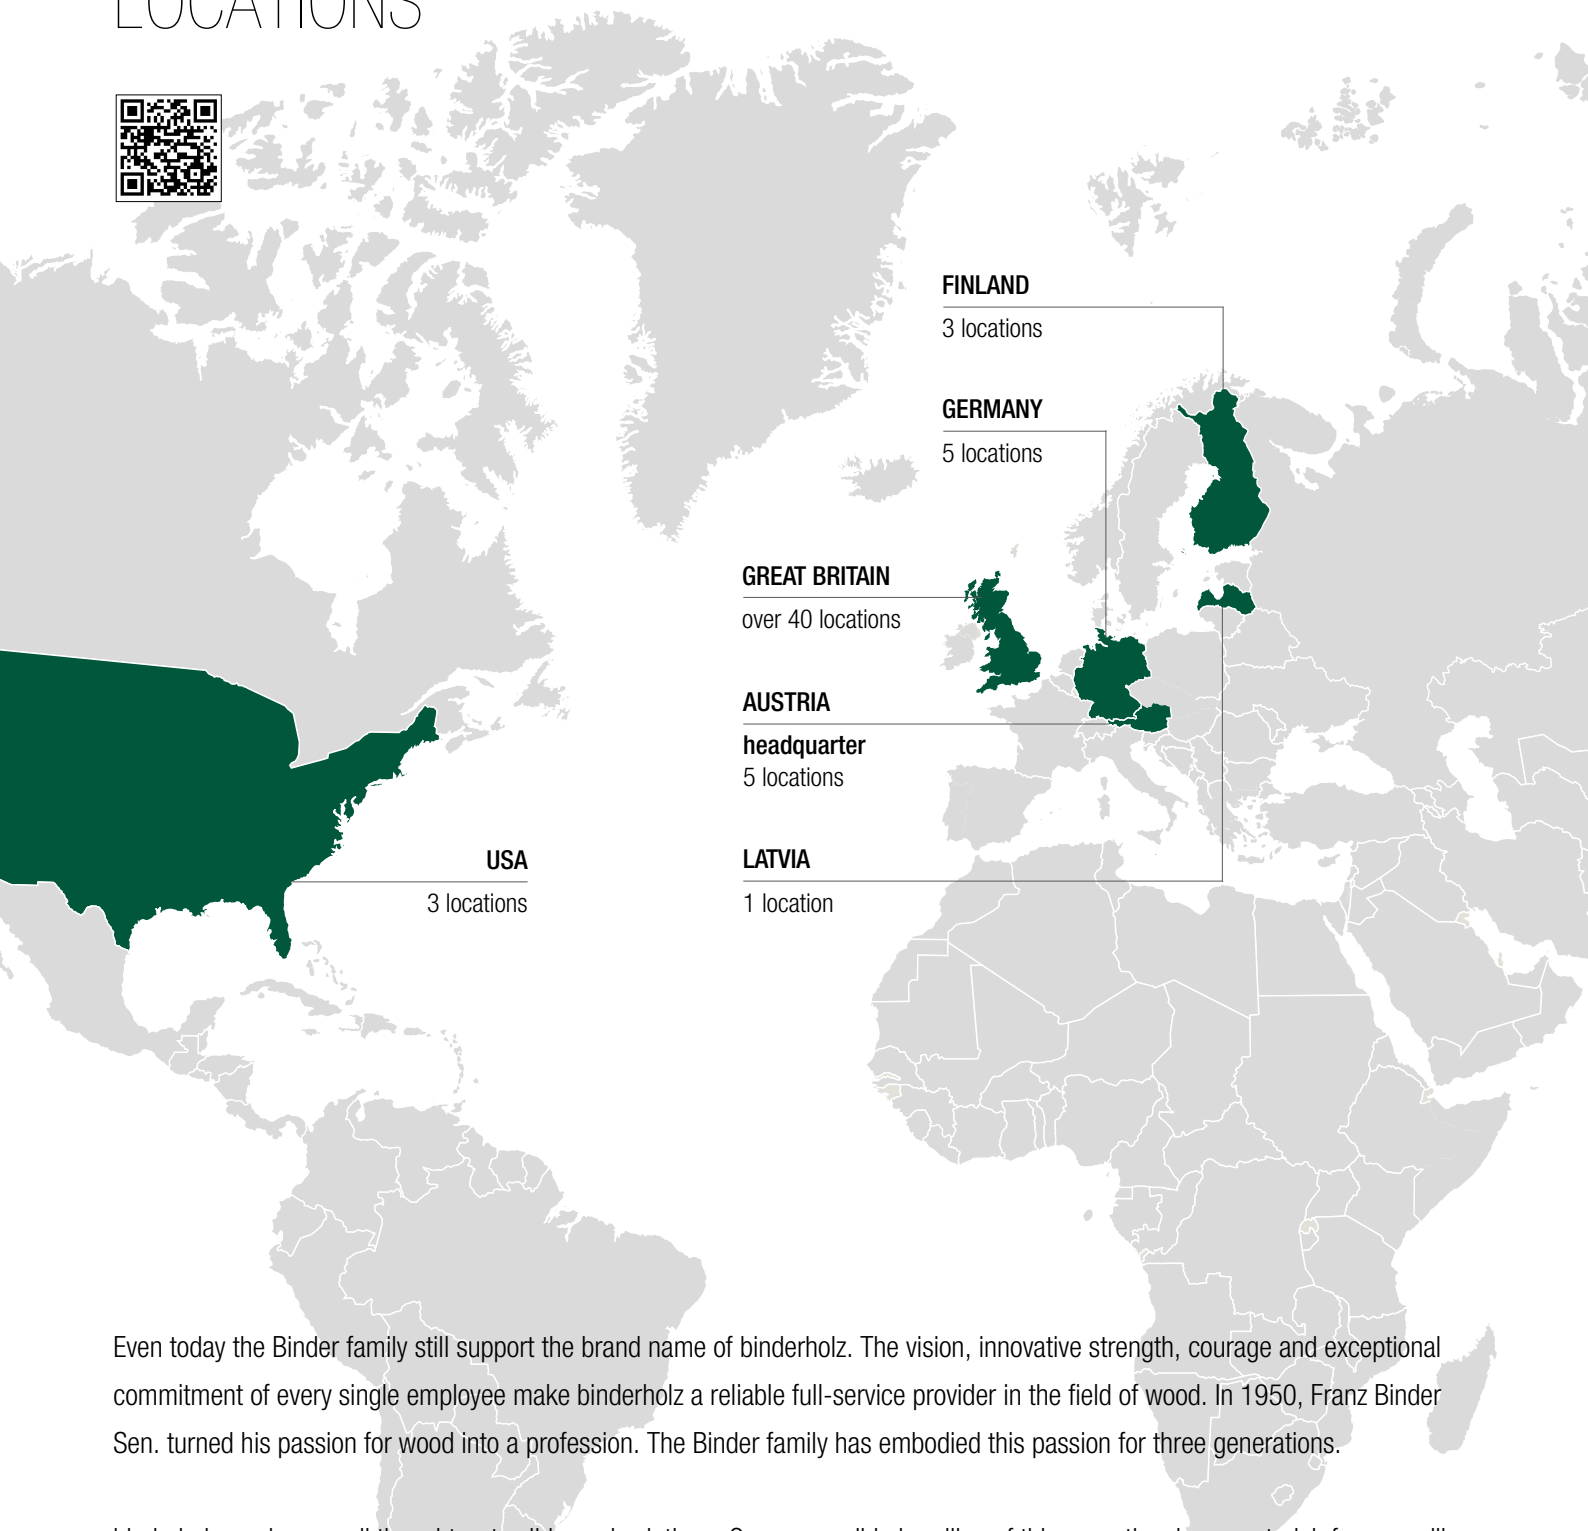 LOCATIONS
FINLAND
3 locations
GERMANY
5 locations
GREAT BRITAIN
over 40 locations
AUSTRIA
headquarter
5 locations
USA
3 locations
LATVIA
1 location
Even today the Binder family still support the brand name of binderholz. The vision, innovative strength, courage and exceptional
commitment of every single employee make binderholz a reliable full-service provider in the field of wood. In 1950, Franz Binder
Sen. turned his passion for wood into a profession. The Binder family has embodied this passion for three generations.